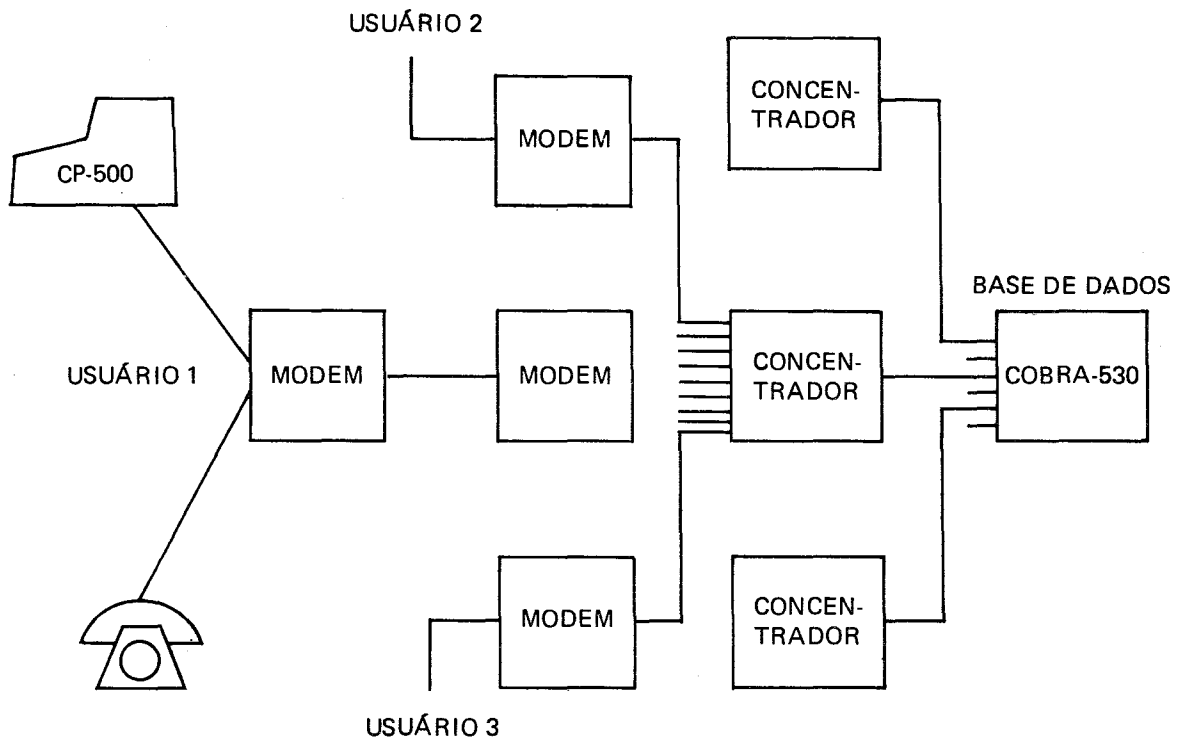 USUÁRIO 2
MODEM
CONCEN-
TRADOR
CP-500
BASE DE DADOS
USUÁRIO 1
MODEM
MODEM
CONCEN-
TRADOR
COBRA-530
MODEM
CONCEN-
TRADOR
USUÁRIO 3